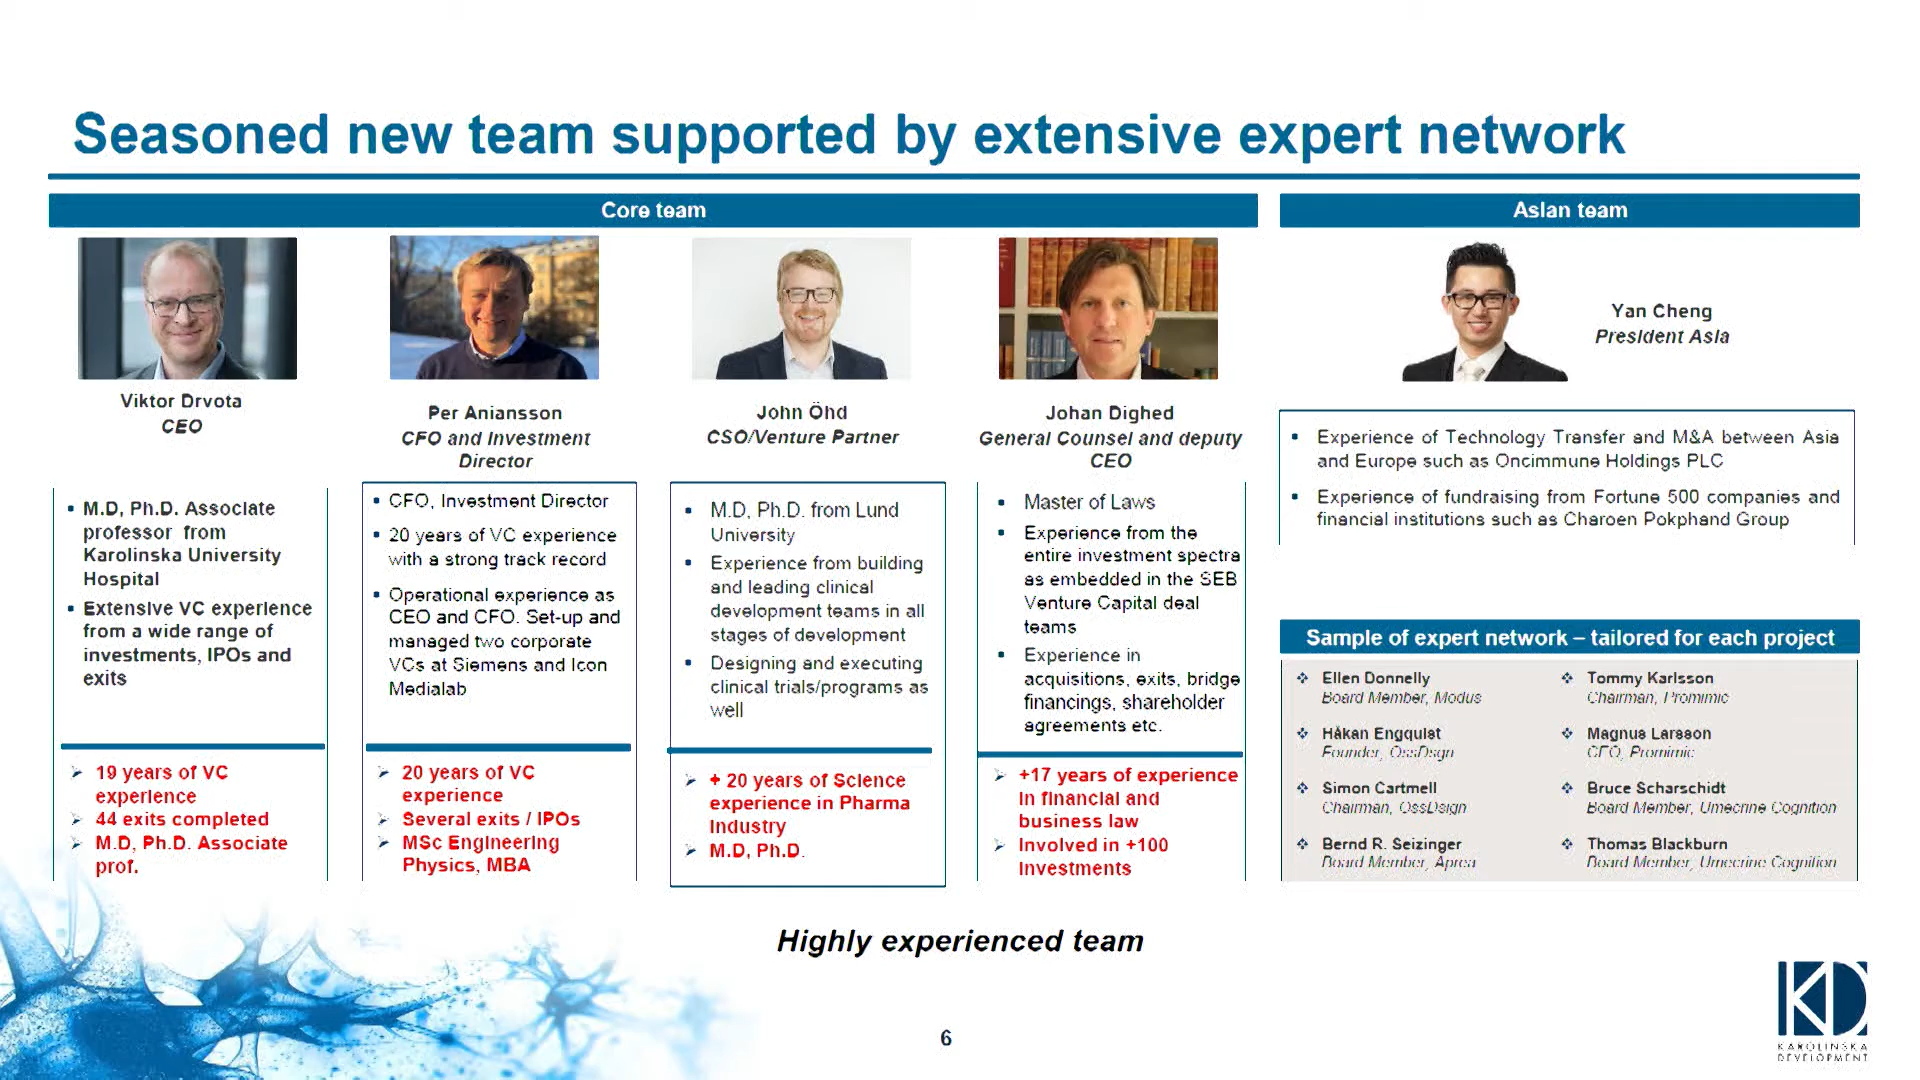 Seasoned new team supported by extensive expert network
Core team
Viktor Drvota
CEO
▪ M.D, Ph.D. Associate
professor from
Karolinska University
Hospital
▪ Extensive VC experience
from a wide range of
investments, IPOs and
exits
➢ 19 years of VC
experience
➢ 44 exits completed
➢ M.D, Ph.D. Associate
prof.
Per Aniansson
CFO and Investment
Director
▪ CFO, Investment Director
▪ 20 years of VC experience
with a strong track record
▪ Operational experience as
CEO and CFO. Set-up and
managed two corporate
VCs at Siemens and Icon
Medialab
➢ 20 years of VC
experience
➢ Several exits / IPOs
➢ MSc Engineering
Physics, MBA
John Öhd
CSO/Venture Partner
▪ M.D, Ph.D. from Lund
University
▪ Experience from building
and leading clinical
development teams in all
stages of development
▪ Designing and executing
clinical trials/programs as
well
➢ + 20 years of Science
experience in Pharma
Industry
➢ M.D, Ph.D.
Johan Dighed
General Counsel and deputy
CEO
▪ Master of Laws
▪ Experience from the
entire investment spectra
as embedded in the SEB
Venture Capital deal
teams
▪ Experience in
acquisitions, exits, bridge
financings, shareholder
agreements etc.
➢ +17 years of experience
in financial and
business law
➢ Involved in +100
Investments
Asian team
Yan Cheng
President Asia
▪ Experience of Technology Transfer and M&A between Asia
and Europe such as Oncimmune Holdings PLC
▪ Experience of fundraising from Fortune 500 companies and
financial institutions such as Charoen Pokphand Group
Sample of expert network – tailored for each project
❖ Ellen Donnelly
Board Member, Modus
❖ Håkan Engquist
Founder, OssDsgn
❖ Simon Cartmell
Chairman, OssDsign
❖ Bernd R. Seizinger
Board Member, Aprea
❖ Tommy Karlsson
Chairman, Promimic
❖ Magnus Larsson
CEO, Promimic
❖ Bruce Scharschidt
Board Member, Umecrine Cognition
❖ Thomas Blackburn
Board Member, Umecrine Cognition
Highly experienced team
6
KD
KAROLINSKA
DEVELOPMENT